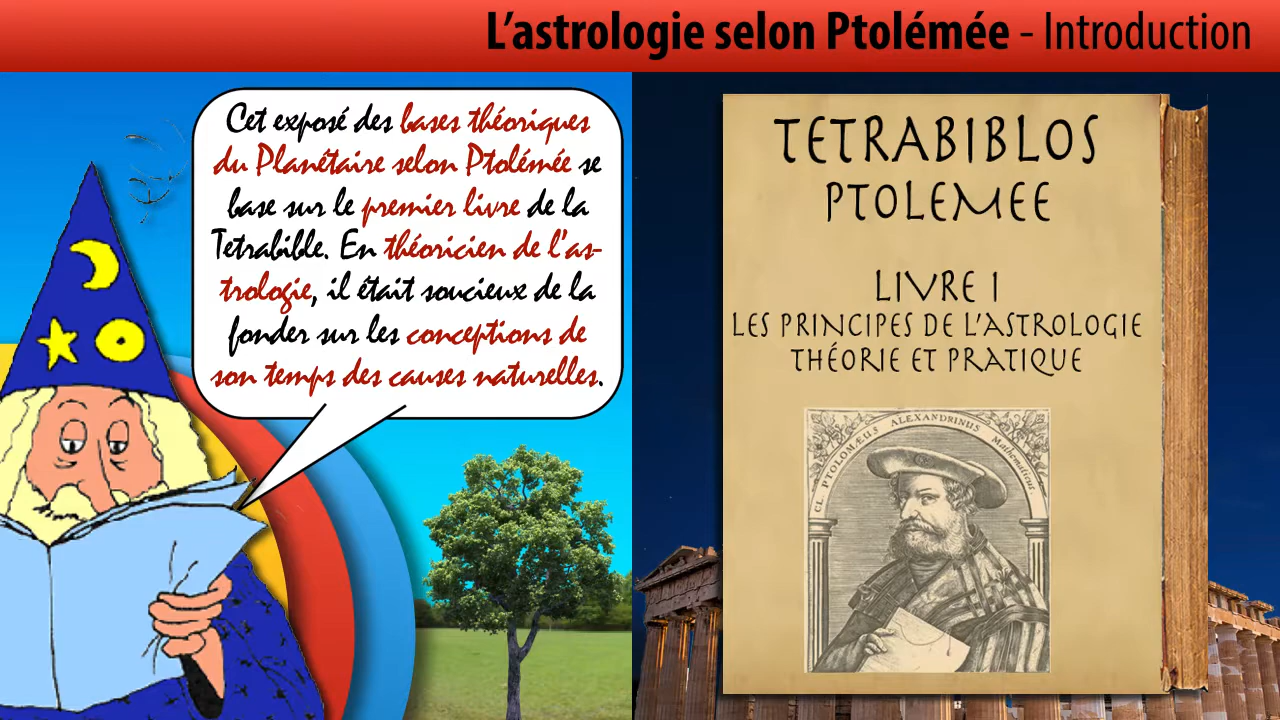 L'astrologie selon Ptolémée - Introduction
Cet exposé des bases théoriques
du Planétaire selon Ptolémée se
base sur le premier livre de la
Tetrabible. En théoricien de l'as-
trologie, il était soucieux de la
fonder sur les conceptions de
son temps des causes naturelles.
TETRABIBLOS
PTOLEMEE
LIVRE I
LES PRINCIPES DE L'ASTROLOGIE
THÉORIE ET PRATIQUE
CL. PTOLOMÆUS ALEXANDRINUS Mathematicus